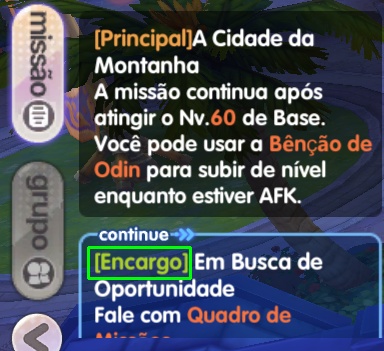 missão
grupo
[Principal]A Cidade da
Montanha
A missão continua após
atingir o Nv.60 de Base.
Você pode usar a Bênção de
Odin para subir de nível
enquanto estiver AFK.
continue
[Encargo] Em Busca de
Oportunidade
Fale com Quadro de
Missões